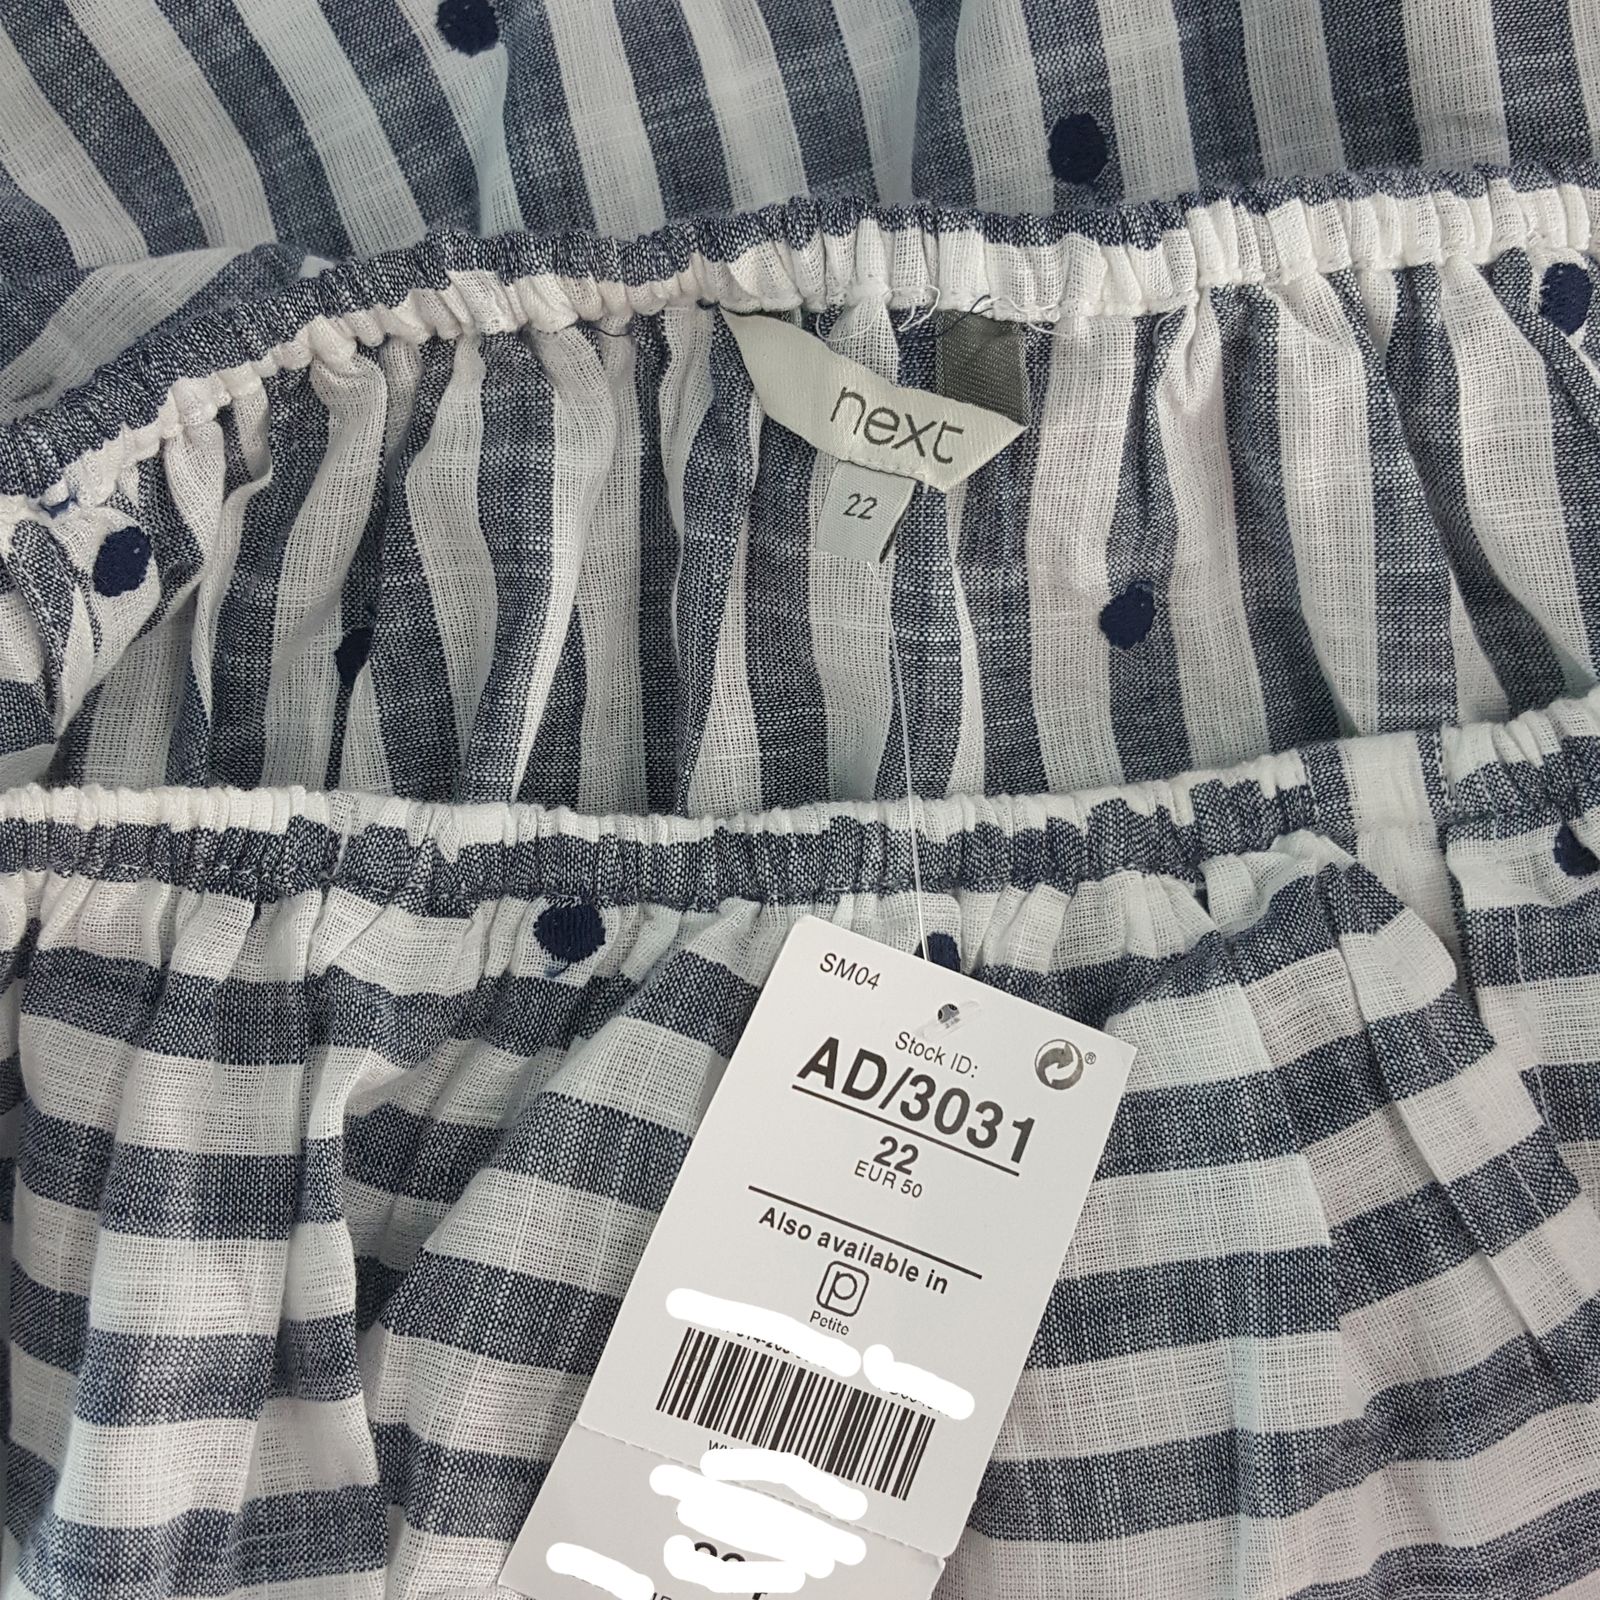 next
22
SM04
Stock ID:
AD/3031
22
EUR 50
Also available in
Petite